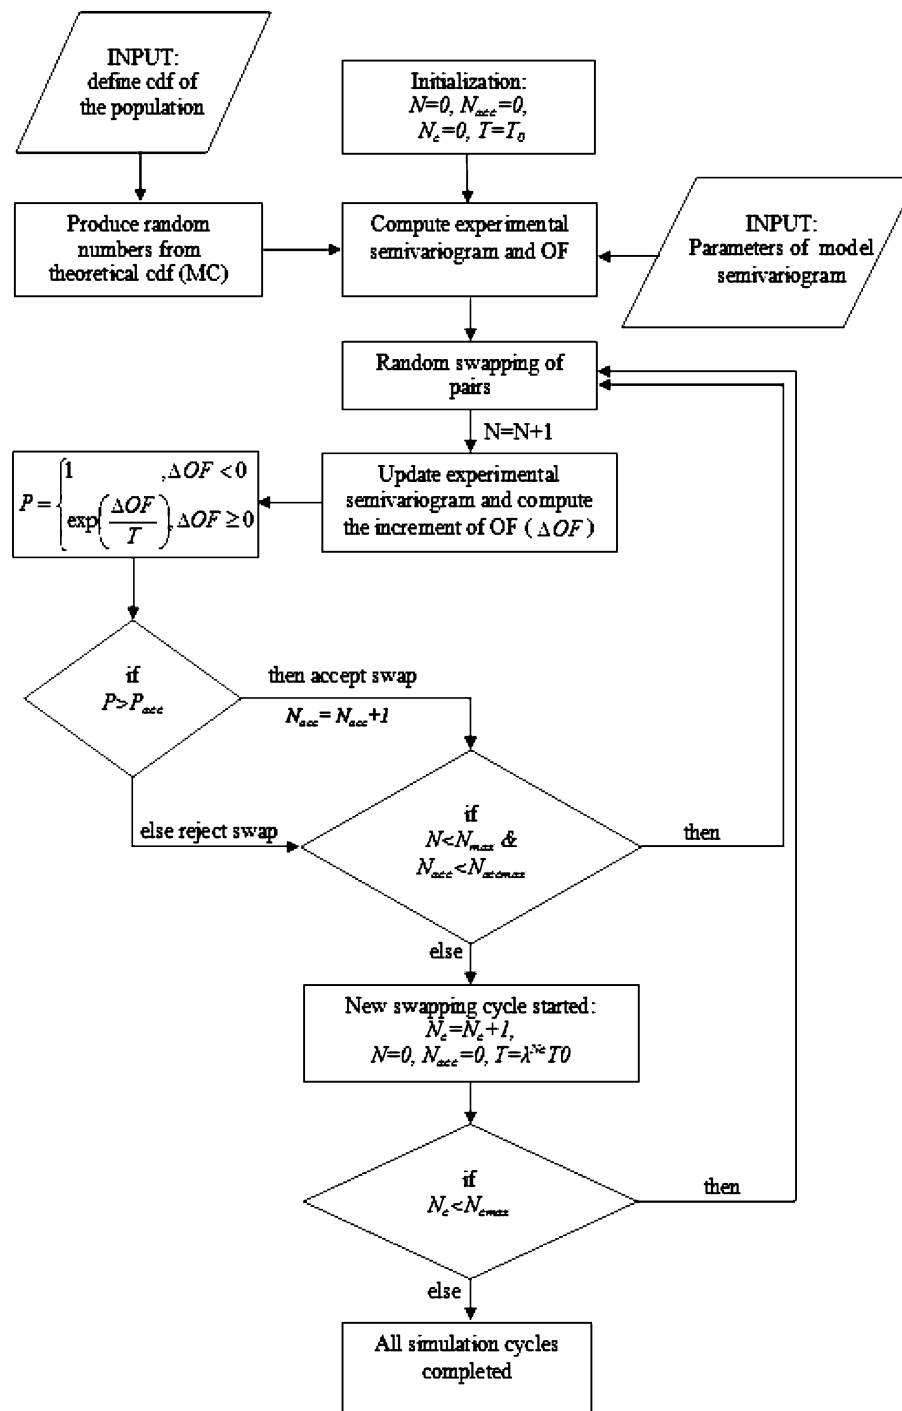 INPUT:
define cdf of
the population
Initialization:
N=0, N_acc=0,
N_c=0, T=T_0
Produce random
numbers from
theoretical cdf (MC)
Compute experimental
semivariogram and OF
INPUT:
Parameters of model
semivariogram
Random swapping of
pairs
N=N+1
Update experimental
semivariogram and compute
the increment of OF ( ΔOF )
P = { 1 , ΔOF < 0
exp(ΔOF/T), ΔOF ≥ 0
if
P>P_acc
then accept swap
N_acc= N_acc+1
else reject swap
if
N<N_max &
N_acc<N_accmax
then
else
New swapping cycle started:
N_c=N_c+1,
N=0, N_acc=0, T=λ^Nc T0
if
N_c<N_cmax
then
else
All simulation cycles
completed